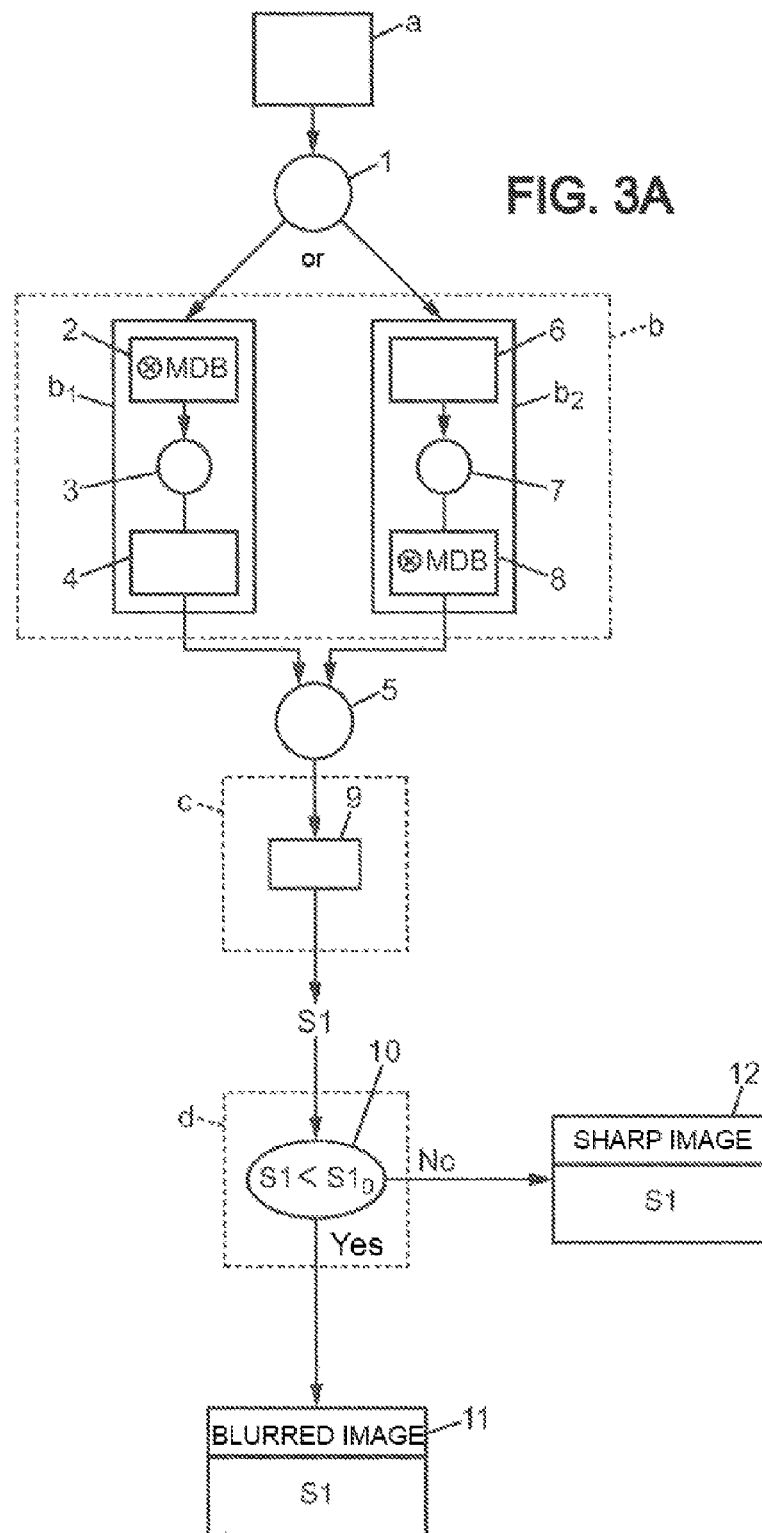 a
1
FIG. 3A
or
b
2
⊗MDB
6
b1
b2
3
7
4
⊗MDB
8
5
c
9
S1
10
d
12
SHARP IMAGE
S1 < S10
No
S1
Yes
BLURRED IMAGE
11
S1